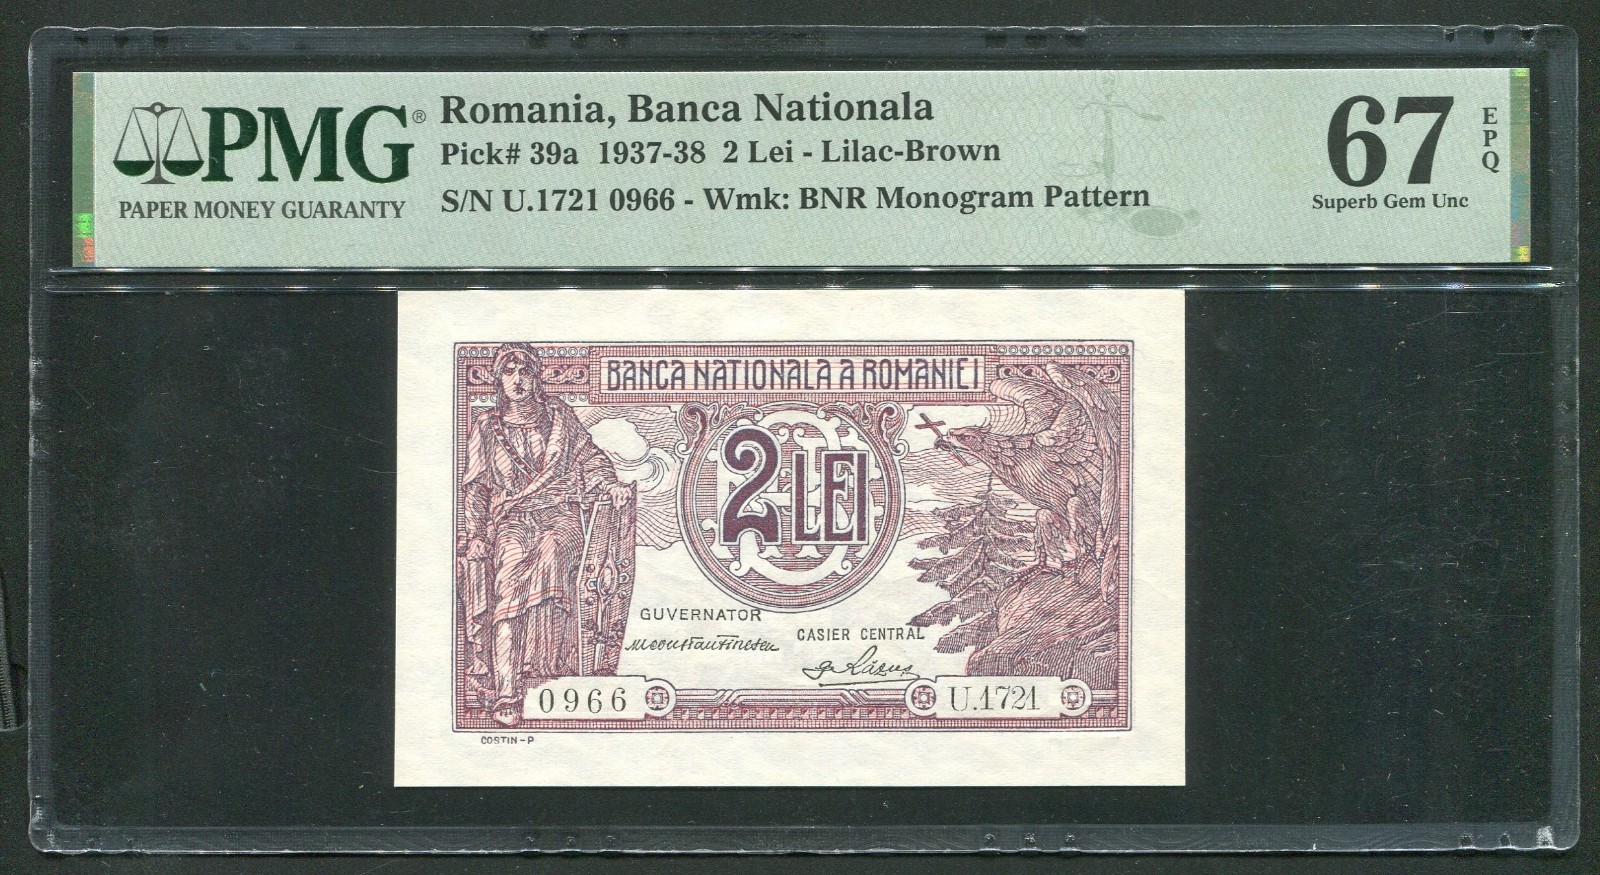 PMG®
PAPER MONEY GUARANTY
Romania, Banca Nationala
Pick# 39a 1937-38 2 Lei - Lilac-Brown
S/N U.1721 0966 - Wmk: BNR Monogram Pattern
67
EPQ
Superb Gem Unc
BANCA NATIONALA A ROMANIEI
2 LEI
GUVERNATOR
CASIER CENTRAL
0966
U.1721
COSTIN-P